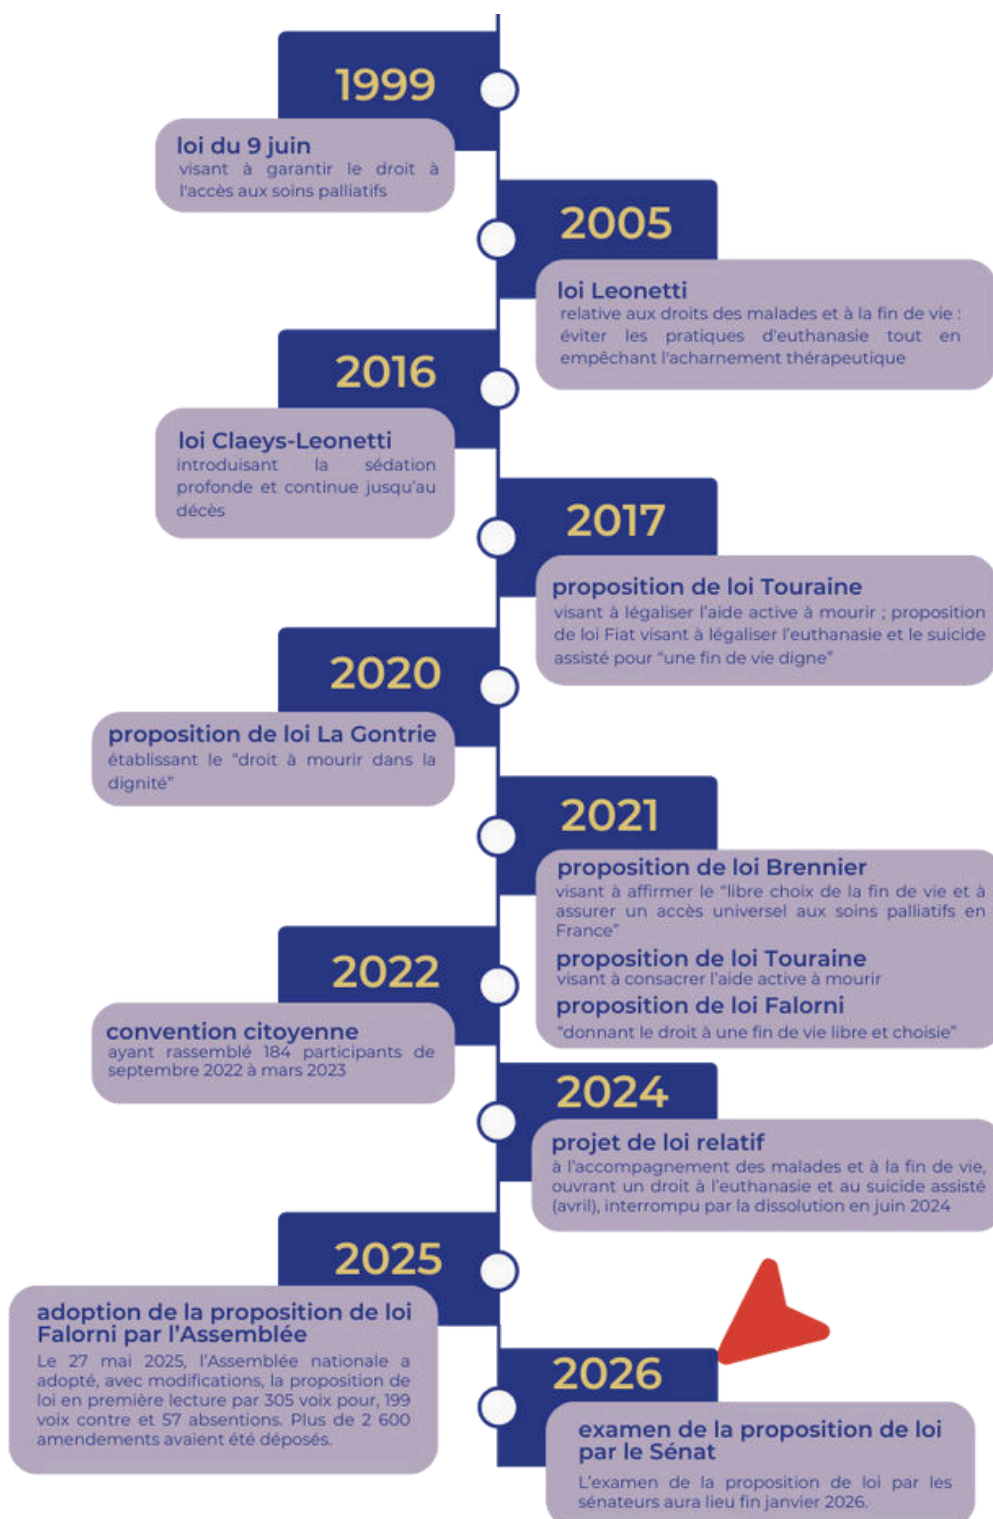 1999
loi du 9 juin
visant à garantir le droit à
l'accès aux soins palliatifs
2005
loi Leonetti
relative aux droits des malades et à la fin de vie :
éviter les pratiques d'euthanasie tout en
empêchant l'acharnement thérapeutique
2016
loi Claeys-Leonetti
introduisant la sédation
profonde et continue jusqu'au
décès
2017
proposition de loi Touraine
visant à légaliser l'aide active à mourir ; proposition
de loi Fiat visant à légaliser l'euthanasie et le suicide
assisté pour “une fin de vie digne”
2020
proposition de loi La Gontrie
établissant le “droit à mourir dans la
dignité”
2021
proposition de loi Brennier
visant à affirmer le “libre choix de la fin de vie et à
assurer un accès universel aux soins palliatifs en
France”
proposition de loi Touraine
visant à consacrer l'aide active à mourir
proposition de loi Falorni
“donnant le droit à une fin de vie libre et choisie”
2022
convention citoyenne
ayant rassemblé 184 participants de
septembre 2022 à mars 2023
2024
projet de loi relatif
à l'accompagnement des malades et à la fin de vie,
ouvrant un droit à l'euthanasie et au suicide assisté
(avril), interrompu par la dissolution en juin 2024
2025
adoption de la proposition de loi
Falorni par l'Assemblée
Le 27 mai 2025, l'Assemblée nationale a
adopté, avec modifications, la proposition de
loi en première lecture par 305 voix pour, 199
voix contre et 57 absentions. Plus de 2 600
amendements avaient été déposés.
2026
examen de la proposition de loi
par le Sénat
L'examen de la proposition de loi par les
sénateurs aura lieu fin janvier 2026.